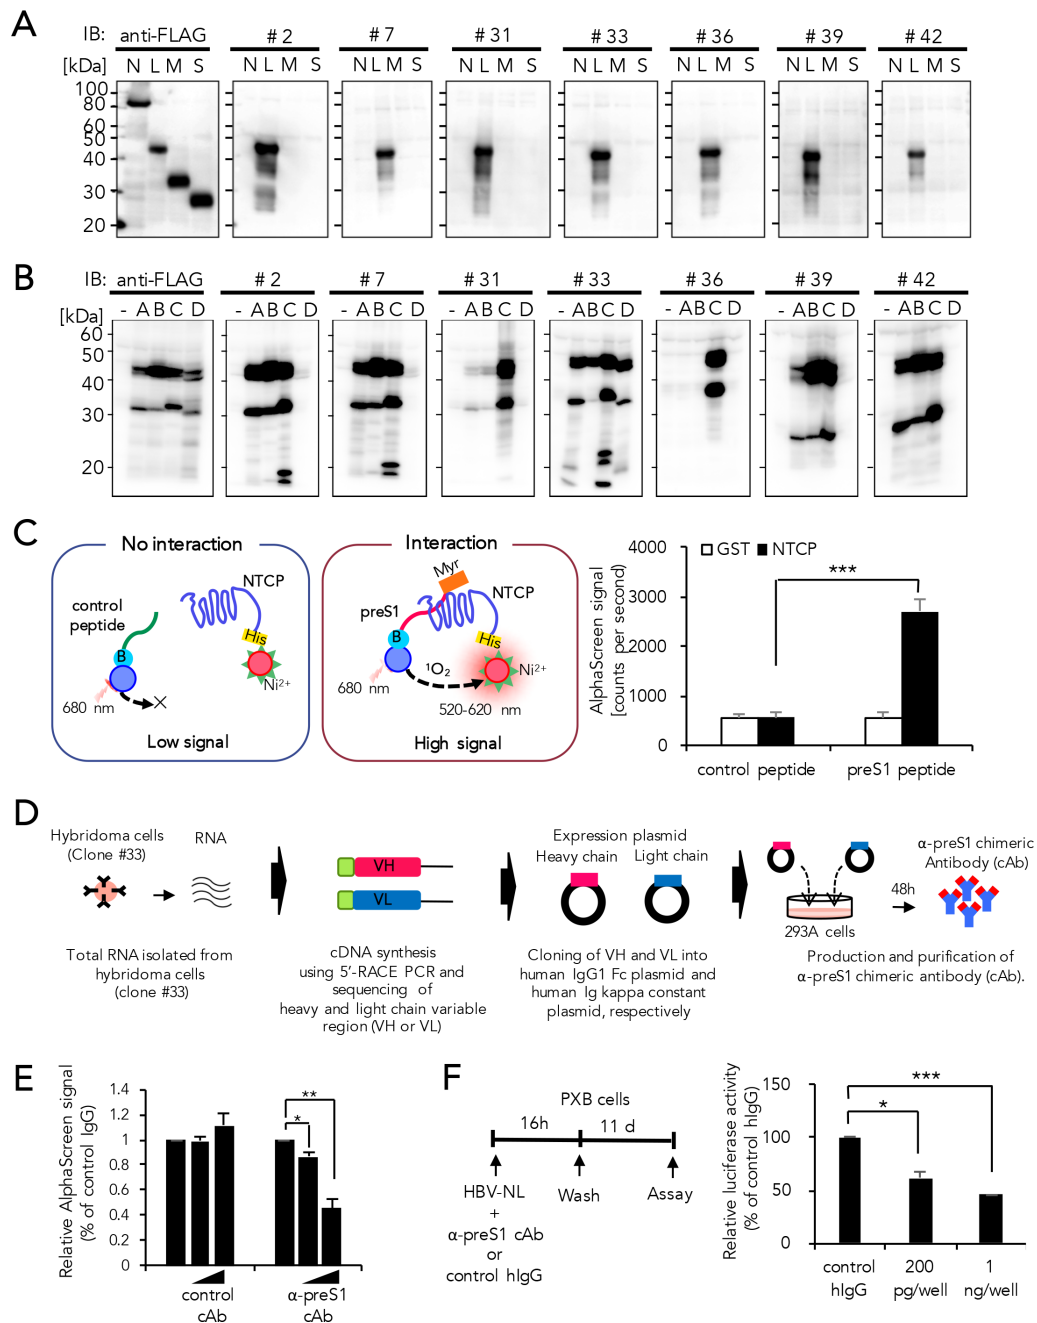 A
IB: anti-FLAG # 2 # 7 # 31 # 33 # 36 # 39 # 42
[kDa] N L M S N L M S N L M S N L M S N L M S N L M S N L M S N L M S
100
80
60
50
40
30
20
B
IB: anti-FLAG # 2 # 7 # 31 # 33 # 36 # 39 # 42
[kDa] - A B C D - A B C D - A B C D - A B C D - A B C D - A B C D - A B C D - A B C D
60
50
40
30
20
C
No interaction
NTCP
control
peptide
His
B
Ni2+
680 nm
Low signal
Interaction
Myr
NTCP
preS1
His
B
1O2
Ni2+
680 nm
520-620 nm
High signal
AlphaScreen signal
[counts per second)
4000
3000
2000
1000
0
GST NTCP
***
control peptide preS1 peptide
D
Hybridoma cells
(Clone #33)
RNA
Total RNA isolated from
hybridoma cells
(clone #33)
VH
VL
cDNA synthesis
using 5'-RACE PCR and
sequencing of
heavy and light chain variable
region (VH or VL)
Expression plasmid
Heavy chain Light chain
Cloning of VH and VL into
human IgG1 Fc plasmid and
human Ig kappa constant
plasmid, respectively
293A cells
48h
α-preS1 chimeric
Antibody (cAb)
Production and purification of
α-preS1 chimeric antibody (cAb).
E
Relative AlphaScreen signal
(% of control IgG)
1.4
1.2
1
0.8
0.6
0.4
0.2
0
**
*
control
cAb
α-preS1
cAb
F
PXB cells
16h 11 d
HBV-NL
+
α-preS1 cAb
or
control hIgG
Wash
Assay
Relative luciferase activity
(% of control hIgG)
150
100
50
0
***
*
control
hIgG
200
pg/well
1
ng/well